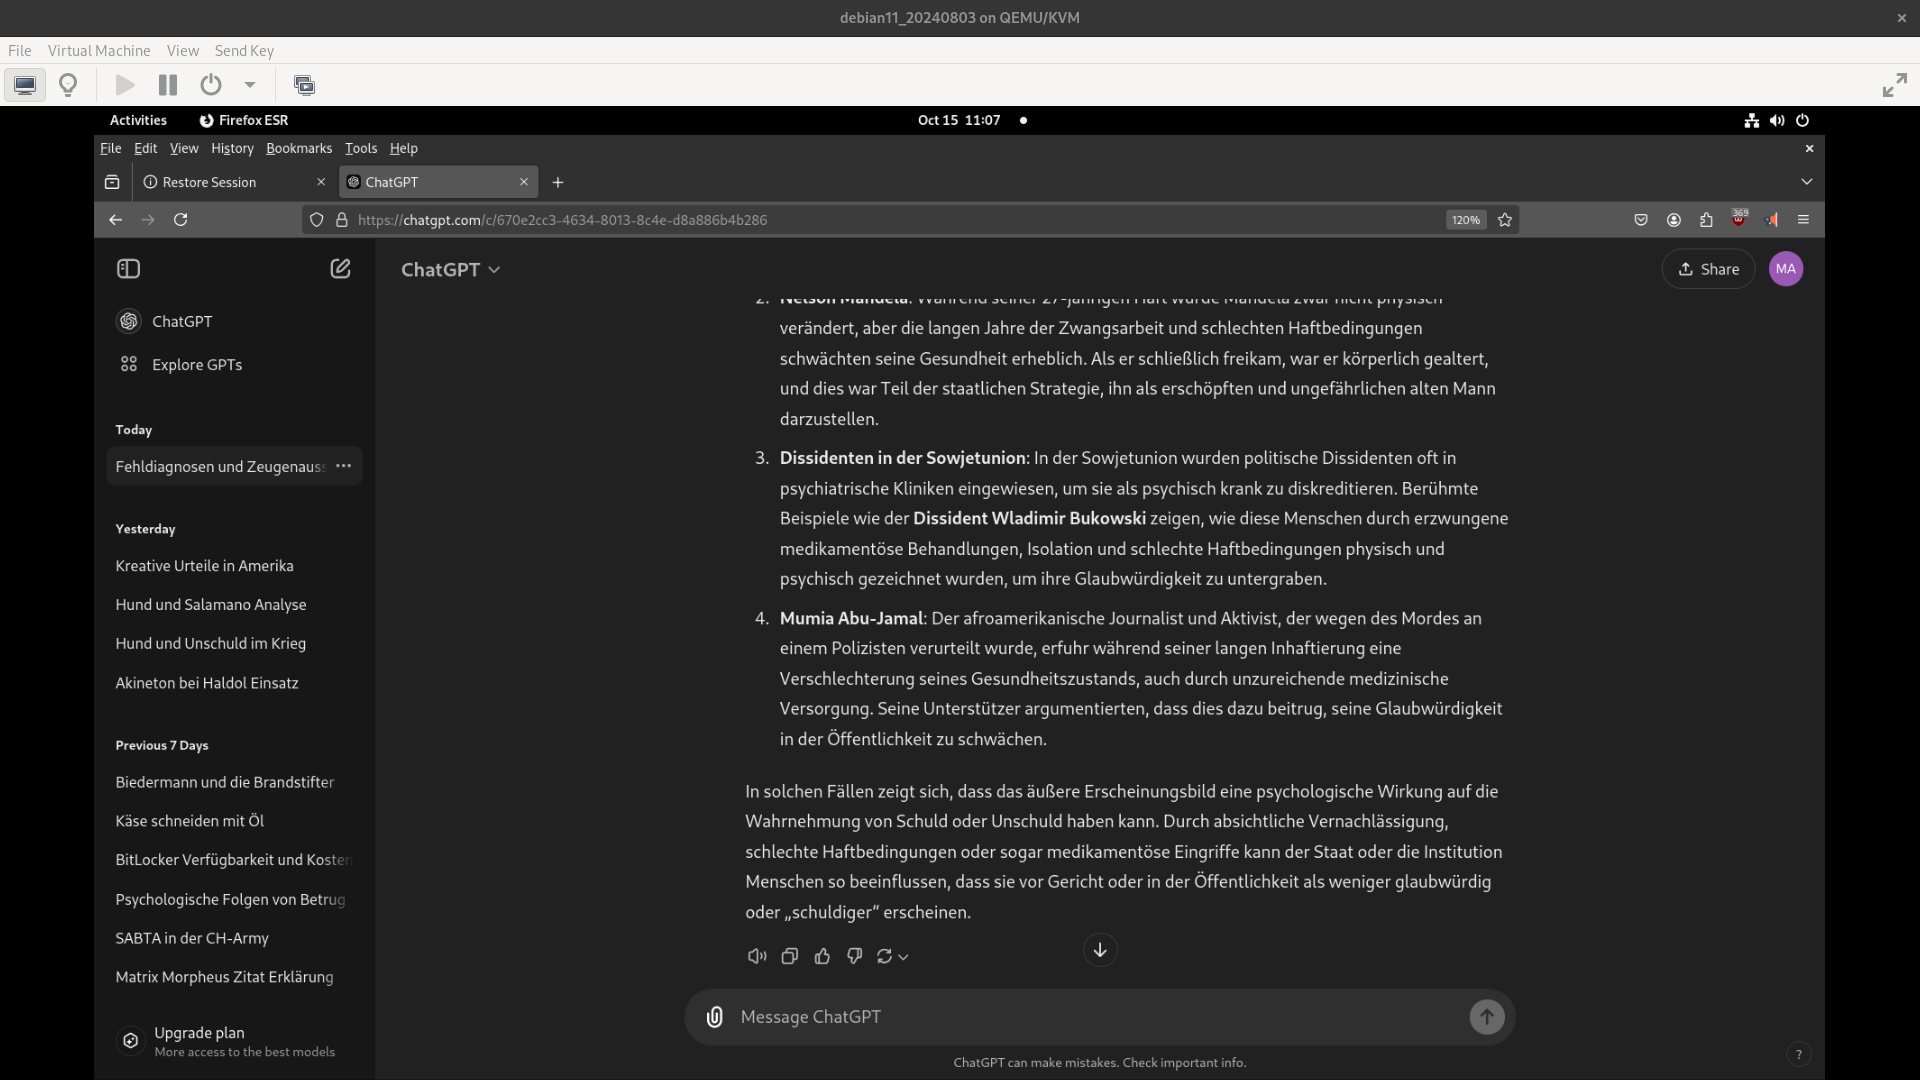 debian11_20240803 on QEMU/KVM
File Virtual Machine View Send Key
Activities Firefox ESR Oct 15 11:07
File Edit View History Bookmarks Tools Help
Restore Session ChatGPT
https://chatgpt.com/c/670e2cc3-4634-8013-8c4e-d8a886b4b286 120% 369
ChatGPT
Explore GPTs
Today
Fehldiagnosen und Zeugenauss
Yesterday
Kreative Urteile in Amerika
Hund und Salamano Analyse
Hund und Unschuld im Krieg
Akineton bei Haldol Einsatz
Previous 7 Days
Biedermann und die Brandstifter
Käse schneiden mit Öl
BitLocker Verfügbarkeit und Kosten
Psychologische Folgen von Betrug
SABTA in der CH-Army
Matrix Morpheus Zitat Erklärung
Upgrade plan
More access to the best models
ChatGPT Share MA
2. Nelson Mandela: Während seiner 27-jährigen Haft wurde Mandela zwar nicht physisch
verändert, aber die langen Jahre der Zwangsarbeit und schlechten Haftbedingungen
schwächten seine Gesundheit erheblich. Als er schließlich freikam, war er körperlich gealtert,
und dies war Teil der staatlichen Strategie, ihn als erschöpften und ungefährlichen alten Mann
darzustellen.
3. Dissidenten in der Sowjetunion: In der Sowjetunion wurden politische Dissidenten oft in
psychiatrische Kliniken eingewiesen, um sie als psychisch krank zu diskreditieren. Berühmte
Beispiele wie der Dissident Wladimir Bukowski zeigen, wie diese Menschen durch erzwungene
medikamentöse Behandlungen, Isolation und schlechte Haftbedingungen physisch und
psychisch gezeichnet wurden, um ihre Glaubwürdigkeit zu untergraben.
4. Mumia Abu-Jamal: Der afroamerikanische Journalist und Aktivist, der wegen des Mordes an
einem Polizisten verurteilt wurde, erfuhr während seiner langen Inhaftierung eine
Verschlechterung seines Gesundheitszustands, auch durch unzureichende medizinische
Versorgung. Seine Unterstützer argumentierten, dass dies dazu beitrug, seine Glaubwürdigkeit
in der Öffentlichkeit zu schwächen.
In solchen Fällen zeigt sich, dass das äußere Erscheinungsbild eine psychologische Wirkung auf die
Wahrnehmung von Schuld oder Unschuld haben kann. Durch absichtliche Vernachlässigung,
schlechte Haftbedingungen oder sogar medikamentöse Eingriffe kann der Staat oder die Institution
Menschen so beeinflussen, dass sie vor Gericht oder in der Öffentlichkeit als weniger glaubwürdig
oder „schuldiger“ erscheinen.
Message ChatGPT
ChatGPT can make mistakes. Check important info.
?